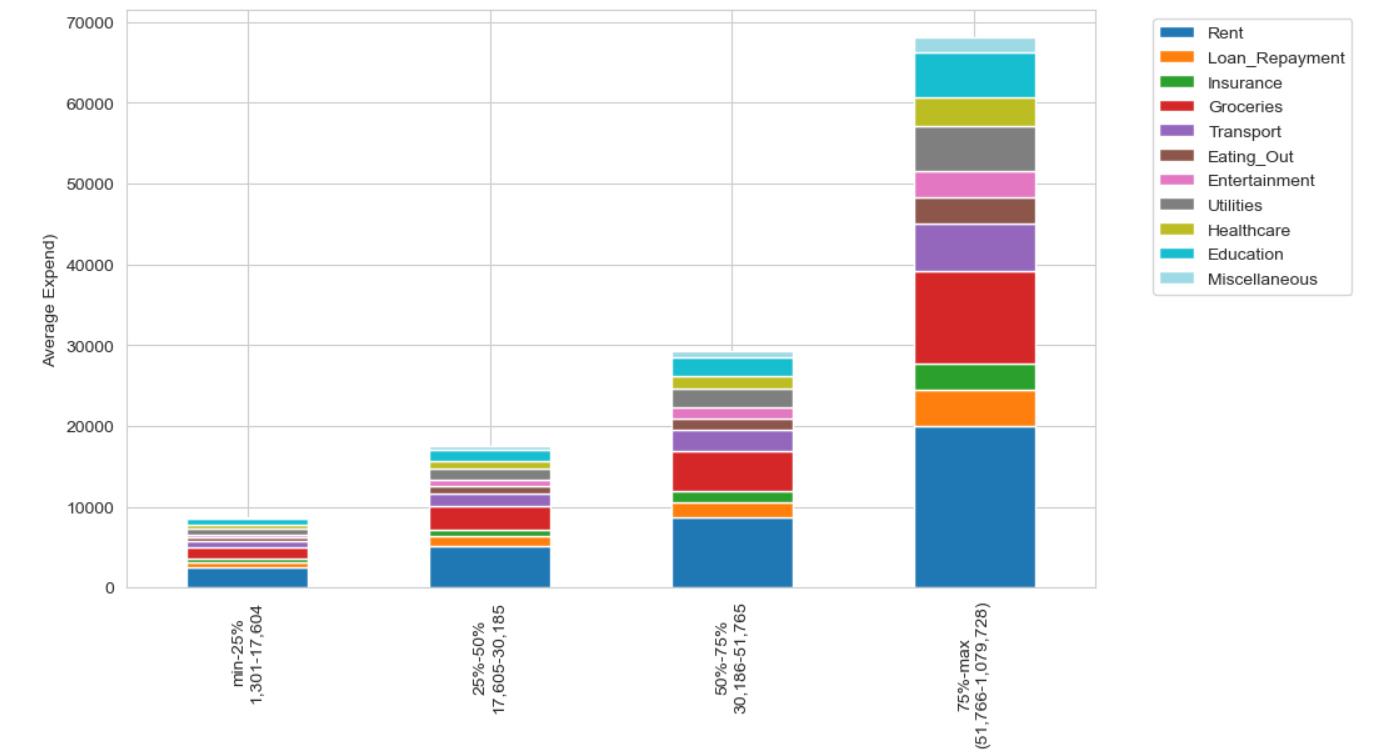 70000
60000
50000
40000
30000
20000
10000
0
Average Expend)
min-25%
1,301-17,604
25%-50%
17,605-30,185
50%-75%
30,186-51,765
75%-max
(51,766-1,079,728)
Rent
Loan_Repayment
Insurance
Groceries
Transport
Eating_Out
Entertainment
Utilities
Healthcare
Education
Miscellaneous